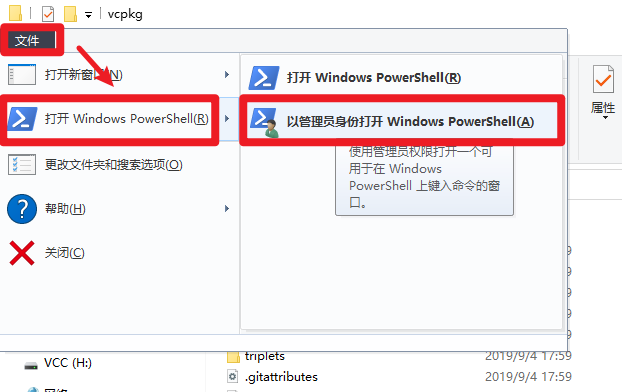 vcpkg
文件
打开新窗口(N)
打开 Windows PowerShell(R)
更改文件夹和搜索选项(O)
帮助(H)
关闭(C)
打开 Windows PowerShell(R)
以管理员身份打开 Windows PowerShell(A)
使用管理员权限打开一个可
用于在 Windows
PowerShell 上键入命令的窗
口。
属性
VCC (H:)
triplets
2019/9/4 17:59
.gitattributes
2019/9/4 17:59